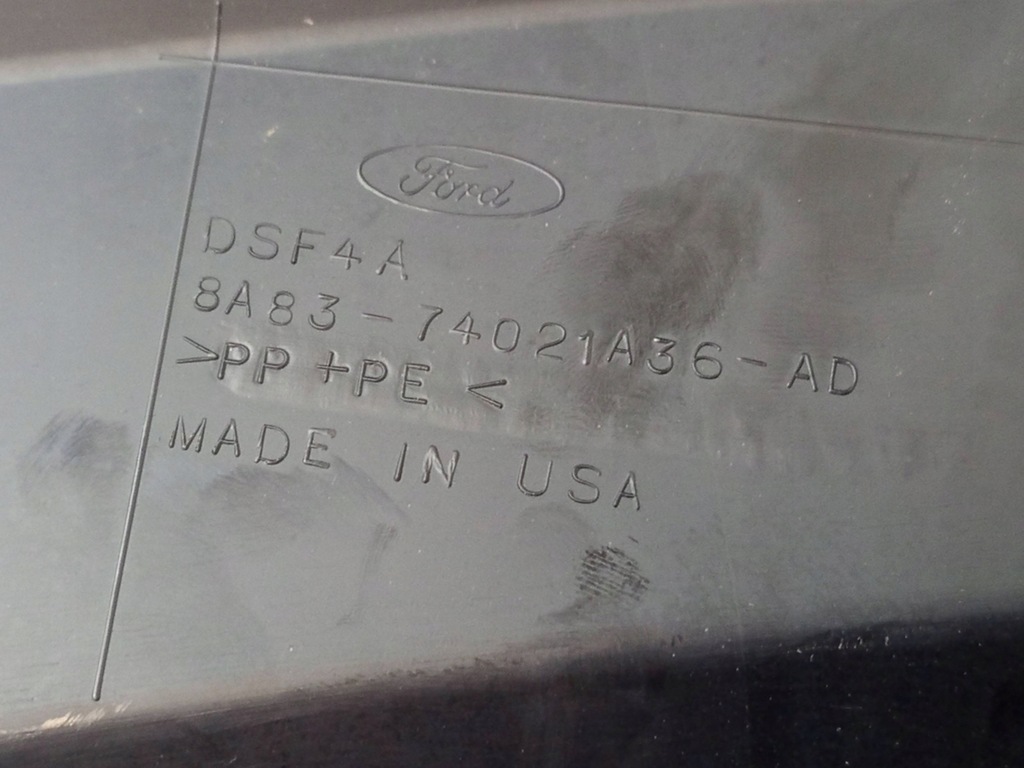 Ford
DSF4A
8A83-74021A36-AD
>PP+PE<
MADE IN USA